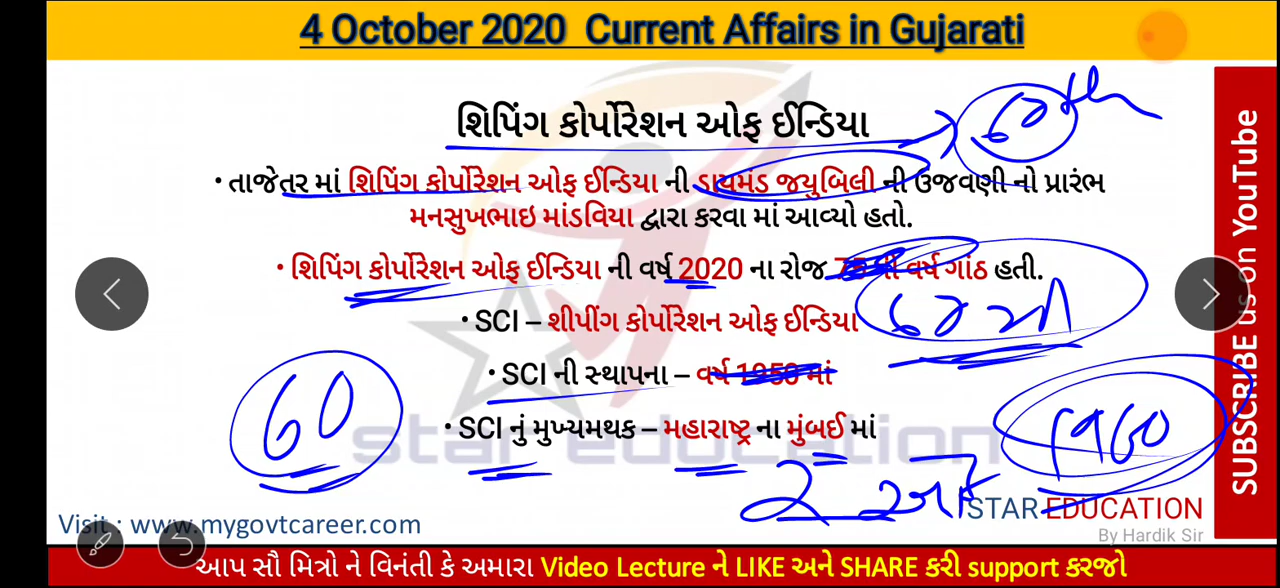 4 October 2020 Current Affairs in Gujarati
શિપિંગ કોર્પોરેશન ઓફ ઈન્ડિયા
60th
• તાજેતર માં શિપિંગ કોર્પોરેશન ઓફ ઈન્ડિયા ની ડાયમંડ જયુબિલી ની ઉજવણી નો પ્રારંભ
મનસુખભાઇ માંડવિયા દ્વારા કરવા માં આવ્યો હતો.
• શિપિંગ કોર્પોરેશન ઓફ ઈન્ડિયા ની વર્ષ 2020 ના રોજ વર્ષ ગાંઠ હતી.
• SCI – શીપીંગ કોર્પોરેશન ઓફ ઈન્ડિયા
• SCI ની સ્થાપના – વર્ષ 1950 માં
60
1960
• SCI નું મુખ્યમથક – મહારાષ્ટ્ર ના મુંબઈ માં
star education
STAR EDUCATION
By Hardik Sir
Visit : www.mygovtcareer.com
SUBSCRIBE us on YouTube
આપ સૌ મિત્રો ને વિનંતી કે અમારા Video Lecture ને LIKE અને SHARE કરી support કરજો